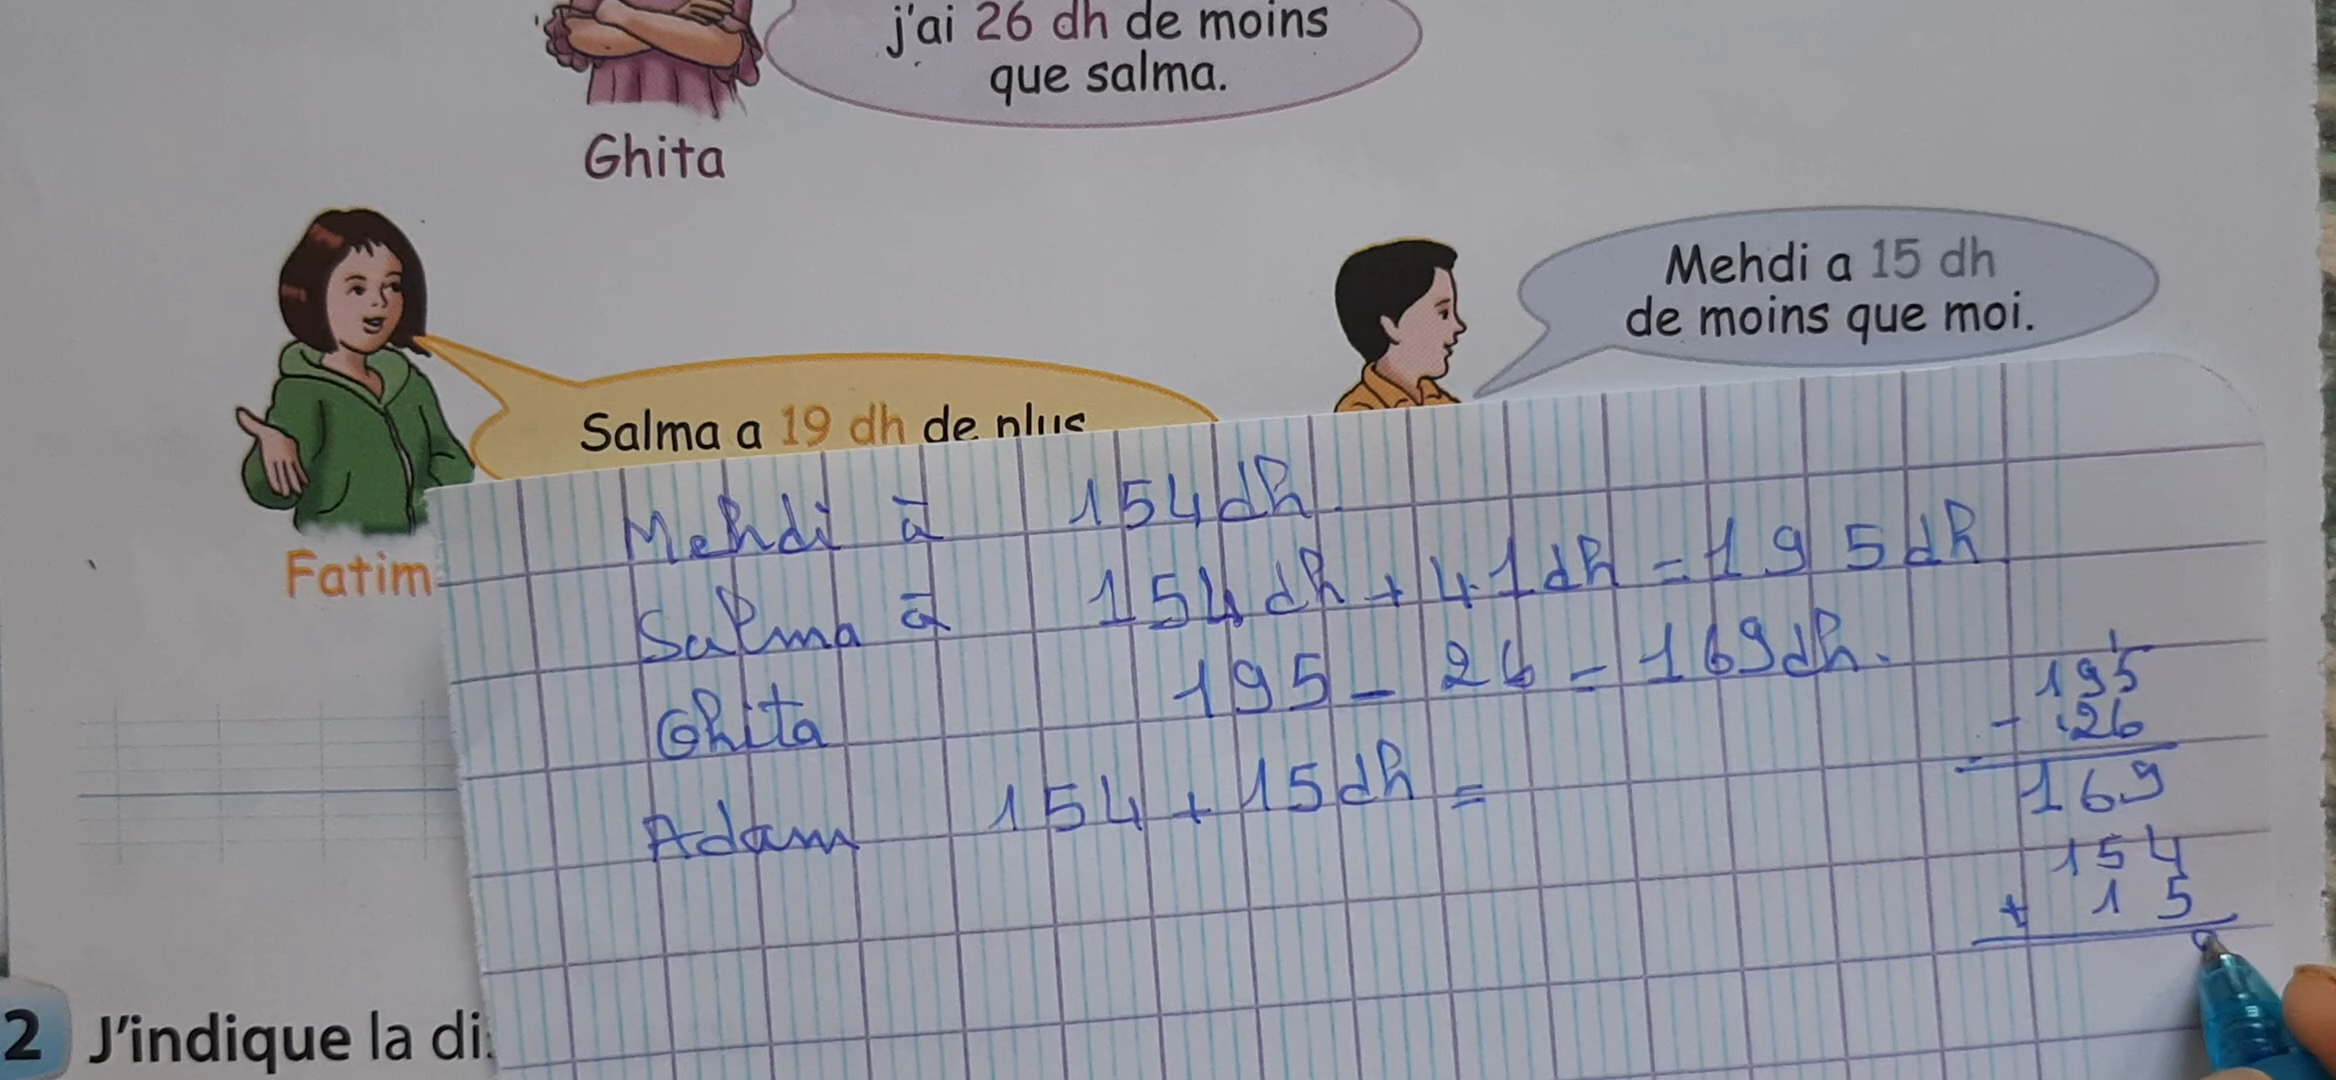 j'ai 26 dh de moins
que salma.
Ghita
Mehdi a 15 dh
de moins que moi.
Salma a 19 dh de plus
Fatim
Mehdi a 154 dh
Salma a 154 dh + 41 dh = 195 dh
Ghita 195 - 26 = 169 dh.
Adam 154 + 15 dh =
195
- 26
169
154
+ 15
2 J'indique la di